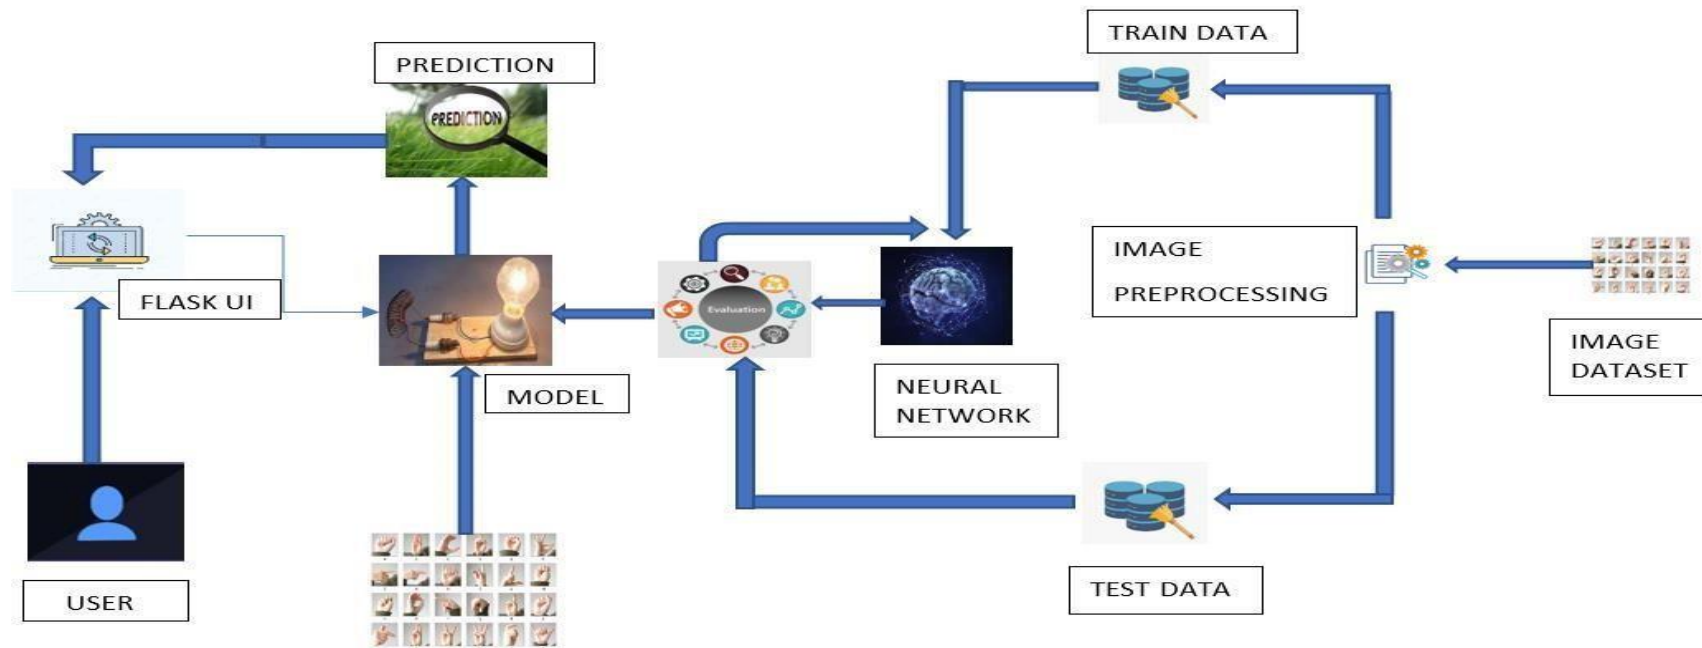 TRAIN DATA
PREDICTION
PREDICTION
IMAGE
PREPROCESSING
FLASK UI
Evaluation
IMAGE
DATASET
MODEL
NEURAL
NETWORK
TEST DATA
USER